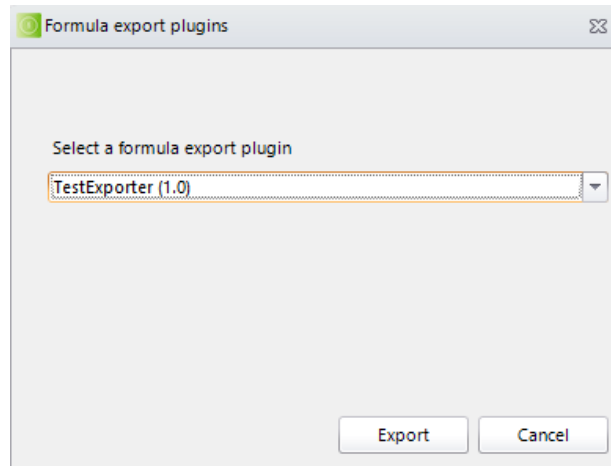 Formula export plugins
Select a formula export plugin
TestExporter (1.0)
Export
Cancel